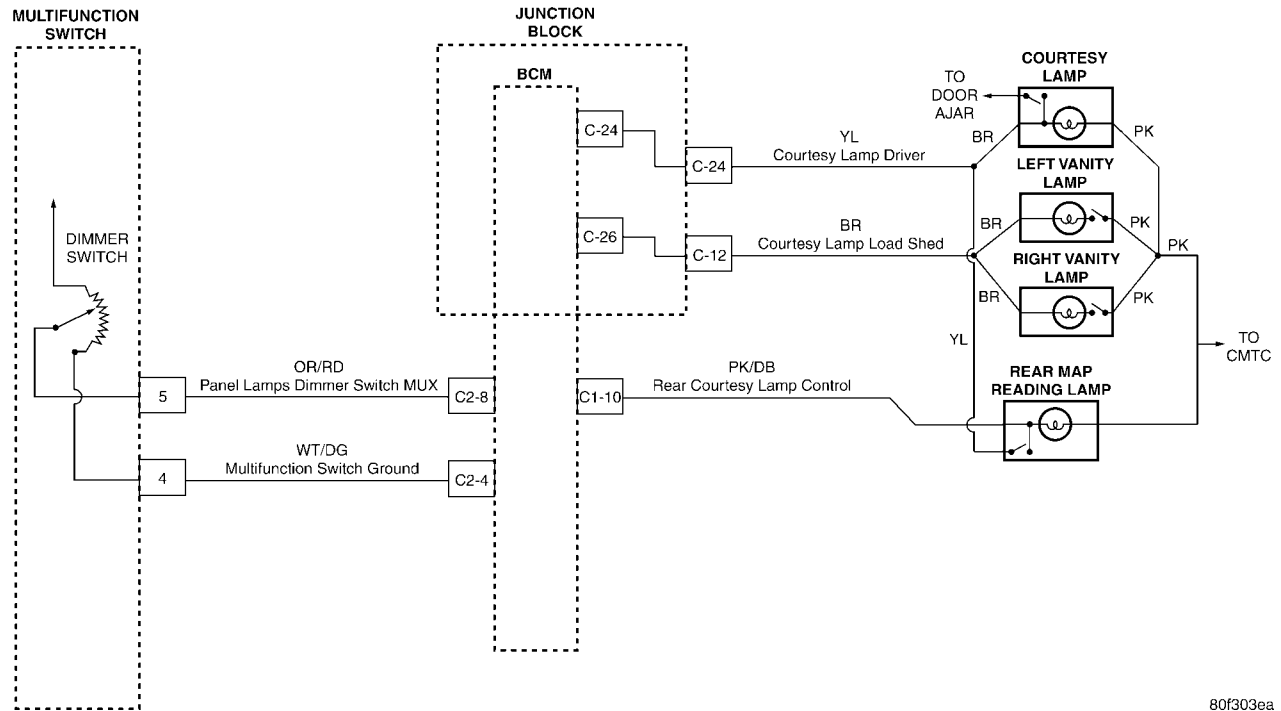 MULTIFUNCTION
SWITCH
JUNCTION
BLOCK
BCM
COURTESY
LAMP
TO
DOOR
AJAR
C-24
C-24
YL
Courtesy Lamp Driver
BR
PK
LEFT VANITY
LAMP
DIMMER
SWITCH
C-26
C-12
BR
Courtesy Lamp Load Shed
BR
PK
PK
RIGHT VANITY
LAMP
BR
PK
YL
TO
CMTC
OR/RD
Panel Lamps Dimmer Switch MUX
5
C2-8
C1-10
PK/DB
Rear Courtesy Lamp Control
REAR MAP
READING LAMP
WT/DG
Multifunction Switch Ground
4
C2-4
80f303ea